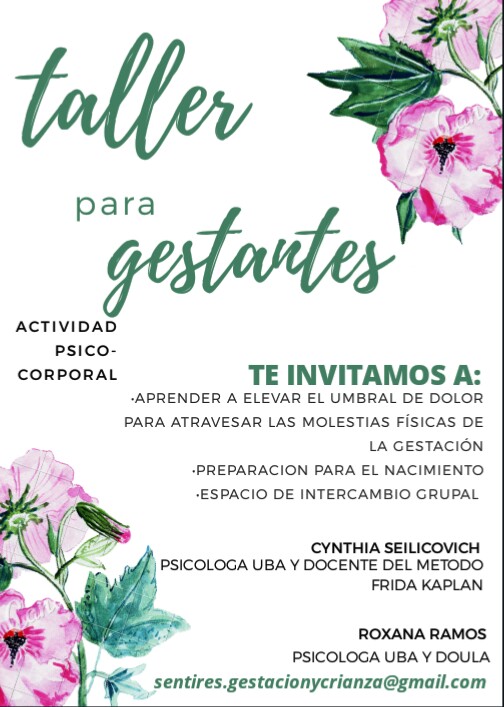 taller
para
gestantes
ACTIVIDAD
PSICO-
CORPORAL
TE INVITAMOS A:
·APRENDER A ELEVAR EL UMBRAL DE DOLOR
PARA ATRAVESAR LAS MOLESTIAS FÍSICAS DE
LA GESTACIÓN
·PREPARACION PARA EL NACIMIENTO
·ESPACIO DE INTERCAMBIO GRUPAL
CYNTHIA SEILICOVICH
PSICOLOGA UBA Y DOCENTE DEL METODO
FRIDA KAPLAN
ROXANA RAMOS
PSICOLOGA UBA Y DOULA
sentires.gestacionycrianza@gmail.com